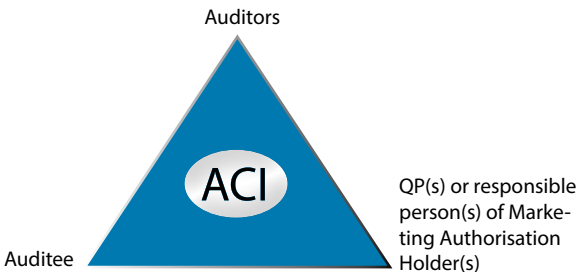 Auditors
ACI
QP(s) or responsible
person(s) of Marke-
ting Authorisation
Holder(s)
Auditee